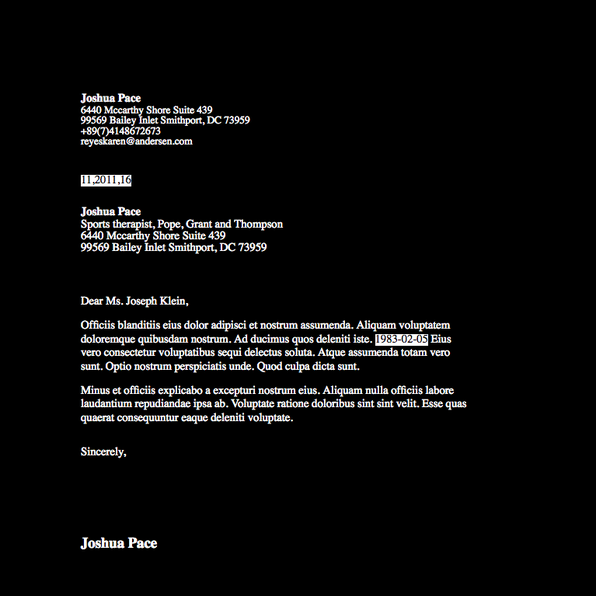 Joshua Pace
6440 Mccarthy Shore Suite 439
99569 Bailey Inlet Smithport, DC 73959
+89(7)4148672673
reyeskaren@andersen.com
11,2011,16
Joshua Pace
Sports therapist, Pope, Grant and Thompson
6440 Mccarthy Shore Suite 439
99569 Bailey Inlet Smithport, DC 73959
Dear Ms. Joseph Klein,
Officiis blanditiis eius dolor adipisci et nostrum assumenda. Aliquam voluptatem
doloremque quibusdam nostrum. Ad ducimus quos deleniti iste. 1983-02-05 Eius
vero consectetur voluptatibus sequi delectus soluta. Atque assumenda totam vero
sunt. Optio nostrum perspiciatis unde. Quod culpa dicta sunt.
Minus et officiis explicabo a excepturi nostrum eius. Aliquam nulla officiis labore
laudantium repudiandae ipsa ab. Voluptate ratione doloribus sint sint velit. Esse quas
quaerat consequuntur eaque deleniti voluptate.
Sincerely,
Joshua Pace